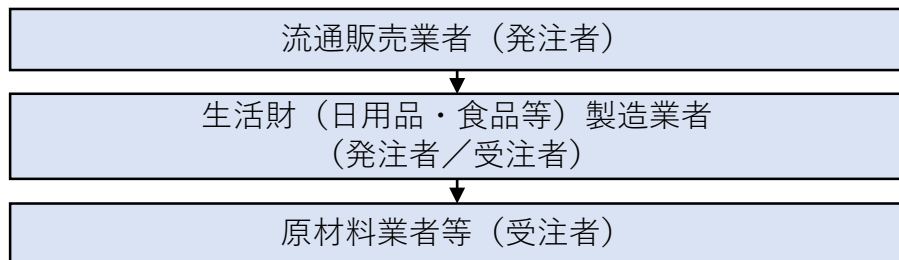 流通販売業者（発注者）
生活財（日用品・食品等）製造業者
（発注者／受注者）
原材料業者等（受注者）